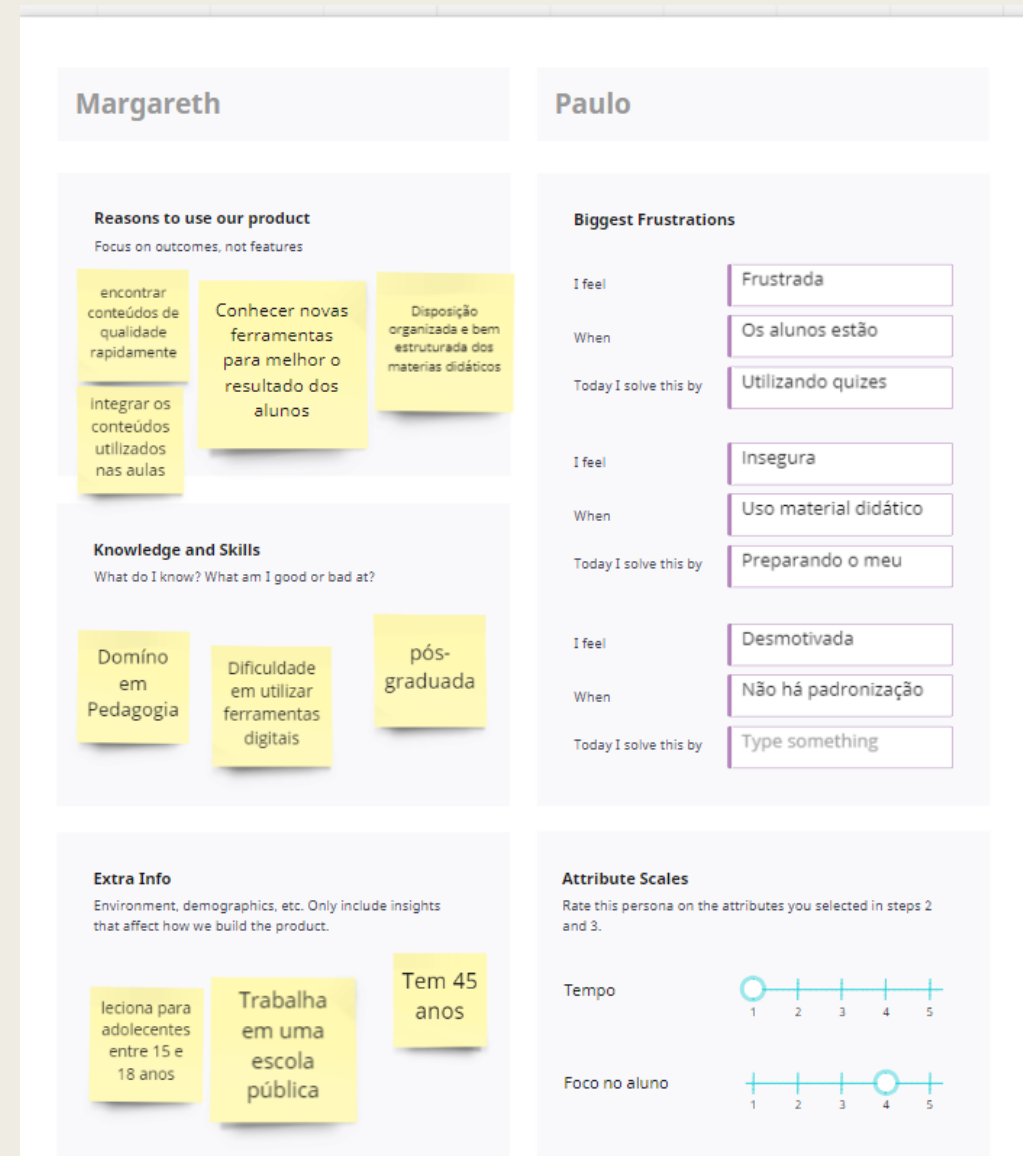 Margareth
Paulo
Reasons to use our product
Focus on outcomes, not features
encontrar
conteúdos de
qualidade
rapidamente
Conhecer novas
ferramentas
para melhor o
resultado dos
alunos
Disposição
organizada e bem
estruturada dos
materias didáticos
integrar os
conteúdos
utilizados
nas aulas
Biggest Frustrations
I feel
Frustrada
When
Os alunos estão
Today I solve this by
Utilizando quizes
I feel
Insegura
When
Uso material didático
Today I solve this by
Preparando o meu
I feel
Desmotivada
When
Não há padronização
Today I solve this by
Type something
Knowledge and Skills
What do I know? What am I good or bad at?
Domíno
em
Pedagogia
Dificuldade
em utilizar
ferramentas
digitais
pós-
graduada
Extra Info
Environment, demographics, etc. Only include insights
that affect how we build the product.
leciona para
adolecentes
entre 15 e
18 anos
Trabalha
em uma
escola
pública
Tem 45
anos
Attribute Scales
Rate this persona on the attributes you selected in steps 2
and 3.
Tempo
1 2 3 4 5
Foco no aluno
1 2 3 4 5